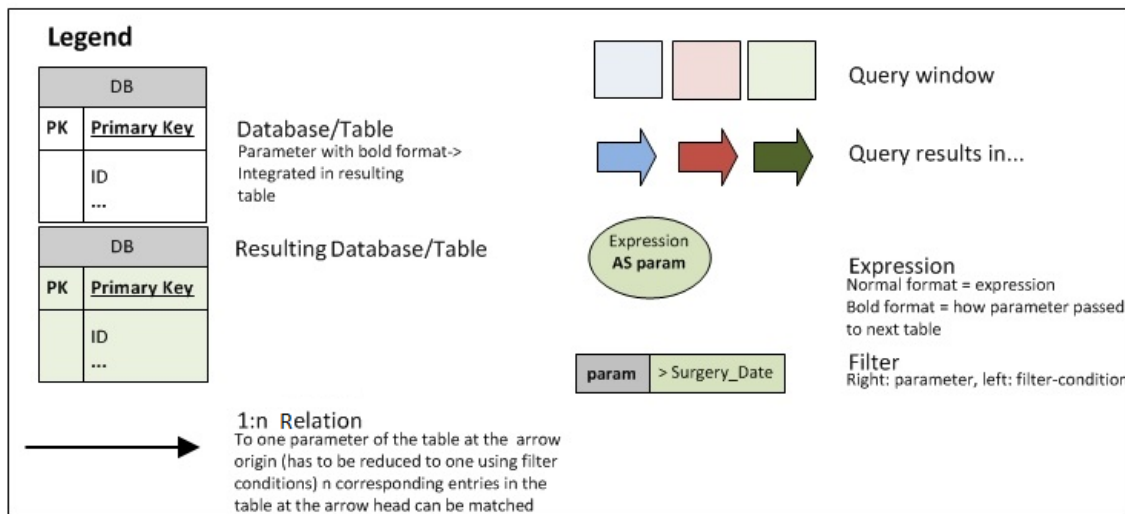 Legend
DB
PK Primary Key
ID
...
Database/Table
Parameter with bold format->
Integrated in resulting
table
DB
PK Primary Key
ID
...
Resulting Database/Table
1:n Relation
To one parameter of the table at the arrow
origin (has to be reduced to one using filter
conditions) n corresponding entries in the
table at the arrow head can be matched
Query window
Query results in...
Expression
AS param
Expression
Normal format = expression
Bold format = how parameter passed
to next table
param > Surgery_Date
Filter
Right: parameter, left: filter-condition